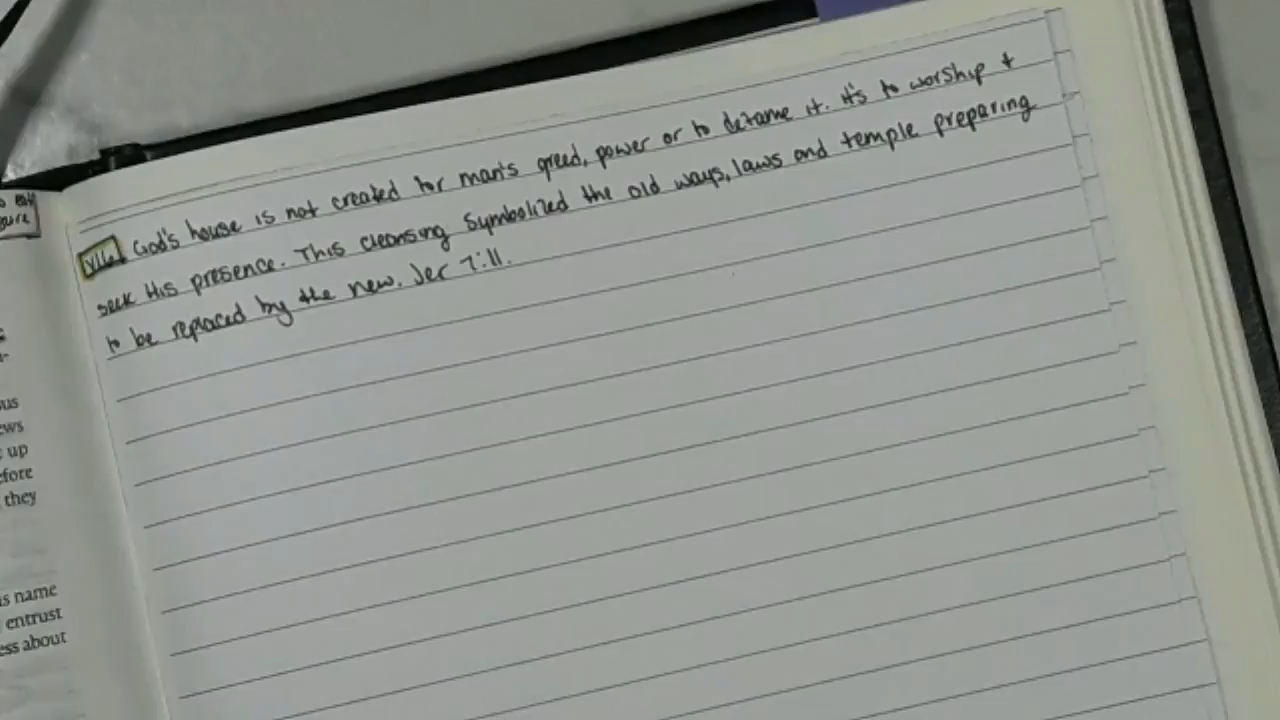 V16 God's house is not created for man's greed, power or to defame it. It's to worship +
seek His presence. This cleansing symbolized the old ways, laws and temple preparing
to be replaced by the new. Jer 7:11.
gure
us
ews
up
efore
they
is name
entrust
ess about